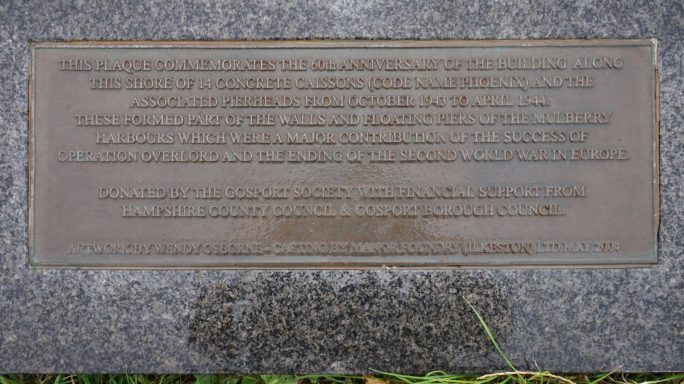 THIS PLAQUE COMMEMORATES THE 60th ANNIVERSARY OF THE BUILDING ALONG
THIS SHORE OF 14 CONCRETE CAISSONS (CODE NAME PHOENIX) AND THE
ASSOCIATED PIERHEADS FROM OCTOBER 1943 TO APRIL 1944.
THESE FORMED PART OF THE WALLS AND FLOATING PIERS OF THE MULBERRY
HARBOURS WHICH WERE A MAJOR CONTRIBUTION OF THE SUCCESS OF
OPERATION OVERLORD AND THE ENDING OF THE SECOND WORLD WAR IN EUROPE.
DONATED BY THE GOSPORT SOCIETY WITH FINANCIAL SUPPORT FROM
HAMPSHIRE COUNTY COUNCIL & GOSPORT BOROUGH COUNCIL.
ARTWORK BY WENDY OSBORNE - CASTING BY MANOR FOUNDRY (ILKESTON) LTD MAY 2004